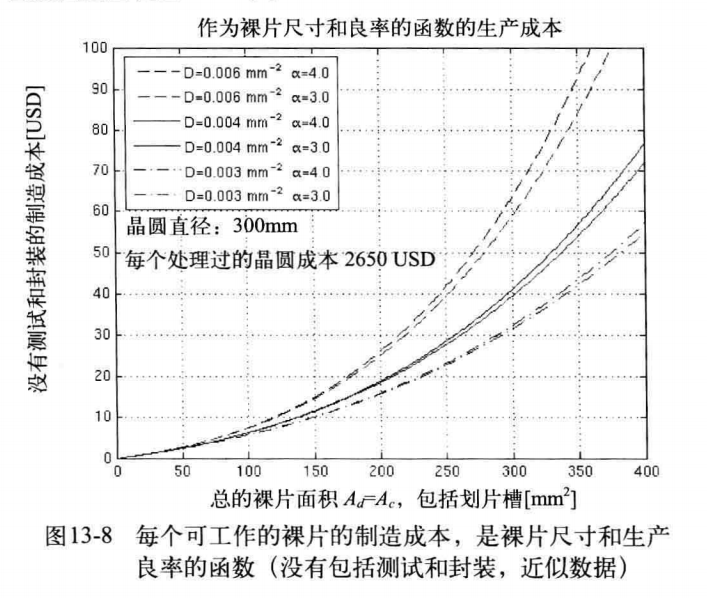 作为裸片尺寸和良率的函数的生产成本
没有测试和封装的制造成本[USD]
100
90
80
70
60
50
40
30
20
10
0
D=0.006 mm⁻² α=4.0
D=0.006 mm⁻² α=3.0
D=0.004 mm⁻² α=4.0
D=0.004 mm⁻² α=3.0
D=0.003 mm⁻² α=4.0
D=0.003 mm⁻² α=3.0
晶圆直径：300mm
每个处理过的晶圆成本 2650 USD
0 50 100 150 200 250 300 350 400
总的裸片面积 A_d=A_c，包括划片槽[mm²]
图13-8 每个可工作的裸片的制造成本，是裸片尺寸和生产
良率的函数（没有包括测试和封装，近似数据）